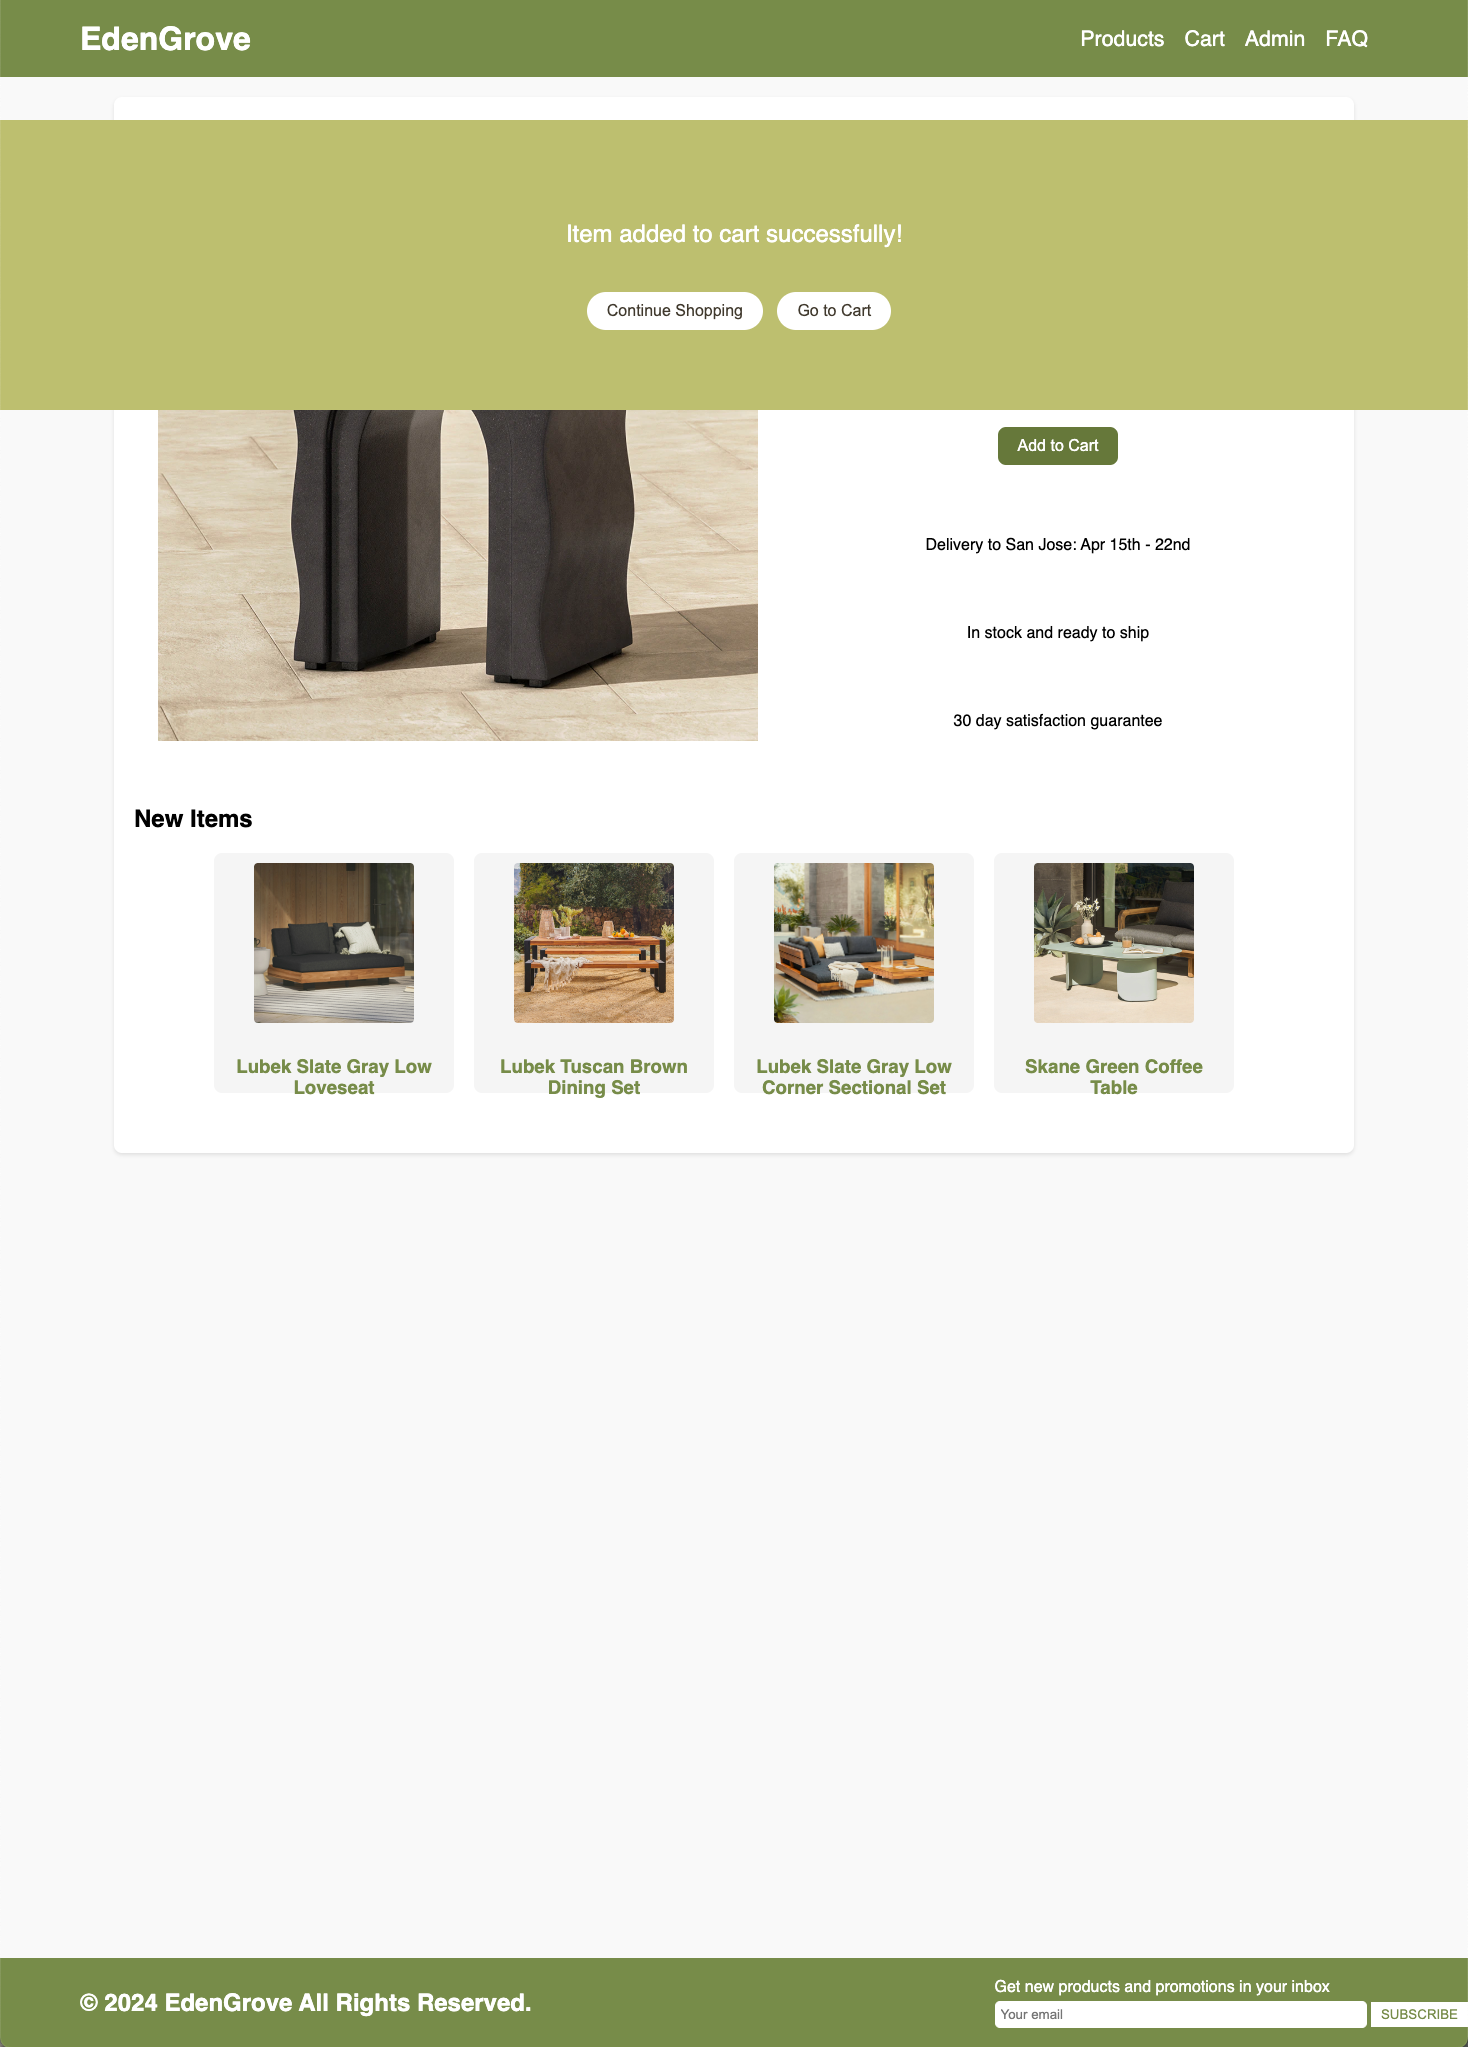 EdenGrove
Products Cart Admin FAQ
Item added to cart successfully!
Continue Shopping Go to Cart
Add to Cart
Delivery to San Jose: Apr 15th - 22nd
In stock and ready to ship
30 day satisfaction guarantee
New Items
Lubek Slate Gray Low
Loveseat
Lubek Tuscan Brown
Dining Set
Lubek Slate Gray Low
Corner Sectional Set
Skane Green Coffee
Table
© 2024 EdenGrove All Rights Reserved.
Get new products and promotions in your inbox
Your email SUBSCRIBE